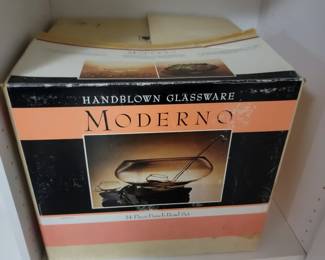 HANDBLOWN GLASSWARE
MODERNO
14 Piece Punch Bowl Set